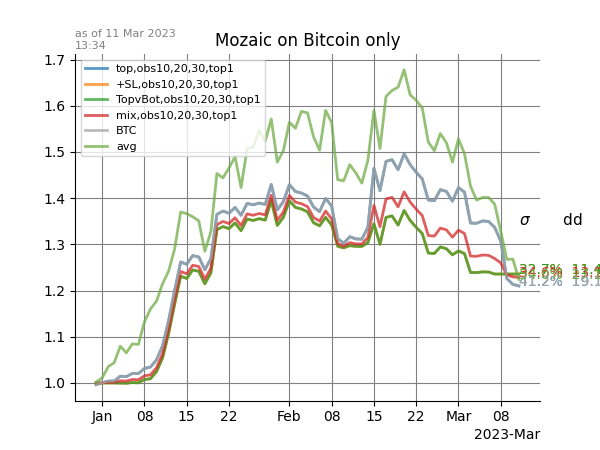 as of 11 Mar 2023
13:34
Mozaic on Bitcoin only
top,obs10,20,30,top1
+SL,obs10,20,30,top1
TopvBot,obs10,20,30,top1
mix,obs10,20,30,top1
BTC
avg
1.7
1.6
1.5
1.4
1.3
1.2
1.1
1.0
σ dd
41.2% 19.1
Jan 08 15 22 Feb 08 15 22 Mar 08
2023-Mar